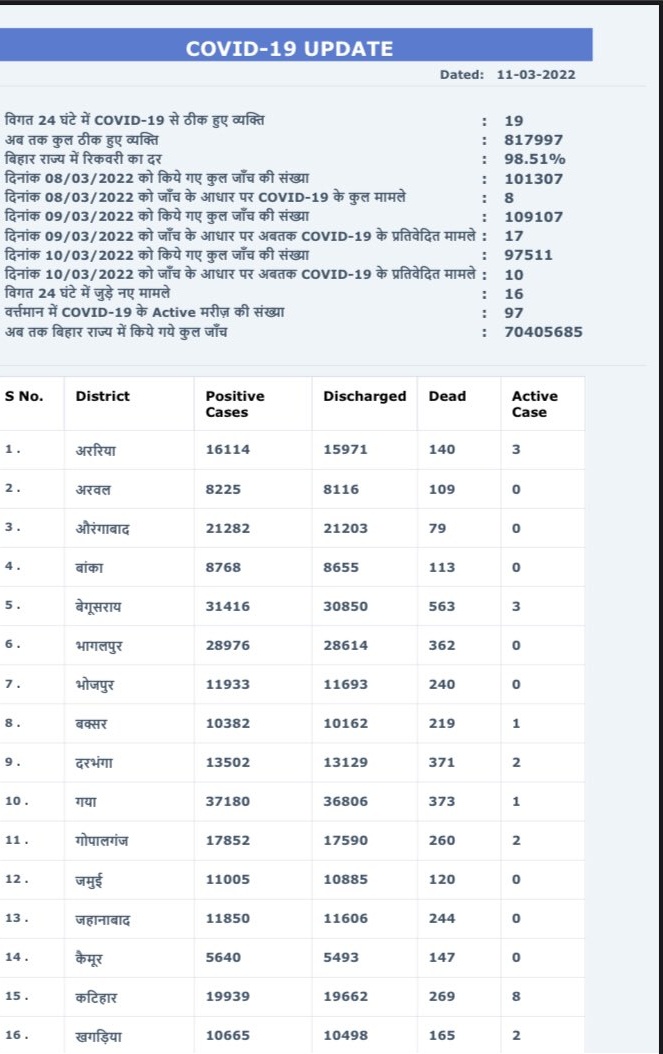 COVID-19 UPDATE
Dated: 11-03-2022
विगत 24 घंटे में COVID-19 से ठीक हुए व्यक्ति : 19
अब तक कुल ठीक हुए व्यक्ति : 817997
बिहार राज्य में रिकवरी का दर : 98.51%
दिनांक 08/03/2022 को किये गए कुल जाँच की संख्या : 101307
दिनांक 08/03/2022 को जाँच के आधार पर COVID-19 के कुल मामले : 8
दिनांक 09/03/2022 को किये गए कुल जाँच की संख्या : 109107
दिनांक 09/03/2022 को जाँच के आधार पर अबतक COVID-19 के प्रतिवेदित मामले : 17
दिनांक 10/03/2022 को किये गए कुल जाँच की संख्या : 97511
दिनांक 10/03/2022 को जाँच के आधार पर अबतक COVID-19 के प्रतिवेदित मामले : 10
विगत 24 घंटे में जुड़े नए मामले : 16
वर्त्तमान में COVID-19 के Active मरीज़ की संख्या : 97
अब तक बिहार राज्य में किये गये कुल जाँच : 70405685
S No. District Positive Cases Discharged Dead Active Case
1 . अररिया 16114 15971 140 3
2 . अरवल 8225 8116 109 0
3 . औरंगाबाद 21282 21203 79 0
4 . बांका 8768 8655 113 0
5 . बेगूसराय 31416 30850 563 3
6 . भागलपुर 28976 28614 362 0
7 . भोजपुर 11933 11693 240 0
8 . बक्सर 10382 10162 219 1
9 . दरभंगा 13502 13129 371 2
10 . गया 37180 36806 373 1
11 . गोपालगंज 17852 17590 260 2
12 . जमुई 11005 10885 120 0
13 . जहानाबाद 11850 11606 244 0
14 . कैमूर 5640 5493 147 0
15 . कटिहार 19939 19662 269 8
16 . खगड़िया 10665 10498 165 2